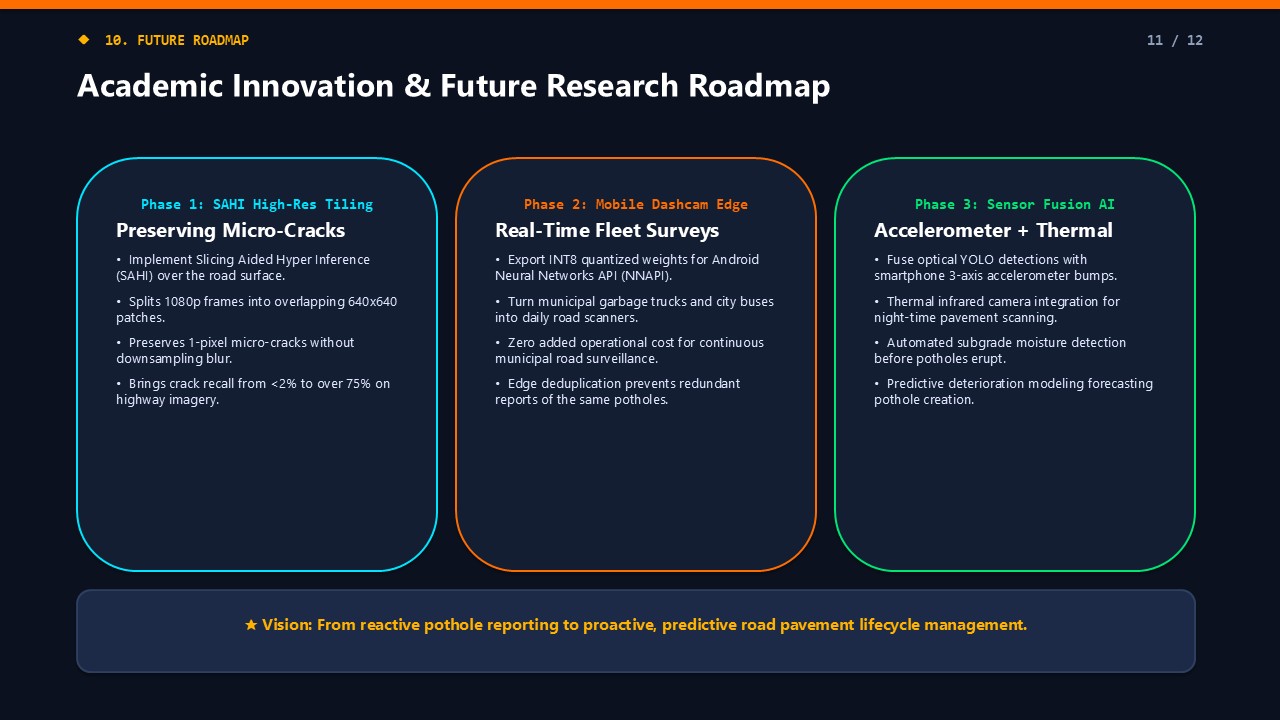 ◆ 10. FUTURE ROADMAP
11 / 12
Academic Innovation & Future Research Roadmap
Phase 1: SAHI High-Res Tiling
Preserving Micro-Cracks
• Implement Slicing Aided Hyper Inference
(SAHI) over the road surface.
• Splits 1080p frames into overlapping 640x640
patches.
• Preserves 1-pixel micro-cracks without
downsampling blur.
• Brings crack recall from <2% to over 75% on
highway imagery.
Phase 2: Mobile Dashcam Edge
Real-Time Fleet Surveys
• Export INT8 quantized weights for Android
Neural Networks API (NNAPI).
• Turn municipal garbage trucks and city buses
into daily road scanners.
• Zero added operational cost for continuous
municipal road surveillance.
• Edge deduplication prevents redundant
reports of the same potholes.
Phase 3: Sensor Fusion AI
Accelerometer + Thermal
• Fuse optical YOLO detections with
smartphone 3-axis accelerometer bumps.
• Thermal infrared camera integration for
night-time pavement scanning.
• Automated subgrade moisture detection
before potholes erupt.
• Predictive deterioration modeling forecasting
pothole creation.
★ Vision: From reactive pothole reporting to proactive, predictive road pavement lifecycle management.